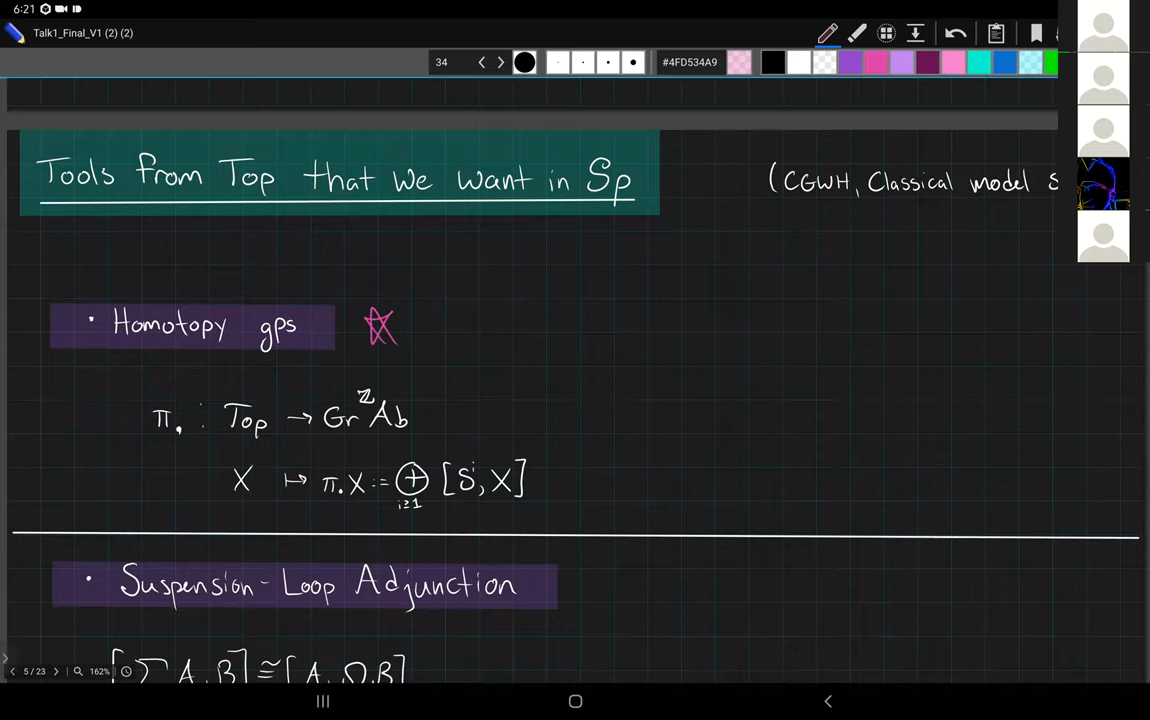 6:21
Talk1_Final_V1 (2) (2)
34
#4FD534A9
Tools from Top that we want in Sp
(CGWH, Classical model s
• Homotopy gps
π. : Top → Gr^ℤ Ab
X ↦ π.X := ⊕_{i≥1} [S^i, X]
• Suspension-Loop Adjunction
[ΣA, B] ≅ [A, ΩB]
5 / 23
162%